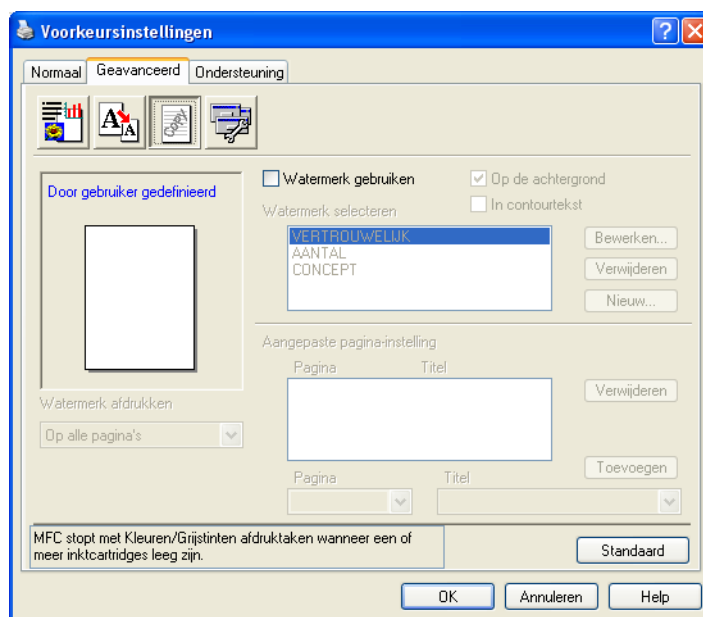 Voorkeursinstellingen
Normaal Geavanceerd Ondersteuning
A A COPY
Door gebruiker gedefinieerd
Watermerk gebruiken
Op de achtergrond
In contourtekst
Watermerk selecteren
VERTROUWELIJK
AANTAL
CONCEPT
Bewerken...
Verwijderen
Nieuw...
Aangepaste pagina-instelling
Pagina Titel
Verwijderen
Watermerk afdrukken
Op alle pagina's
Toevoegen
Pagina Titel
MFC stopt met Kleuren/Grijstinten afdruktaken wanneer een of
meer inktcartridges leeg zijn.
Standaard
OK Annuleren Help